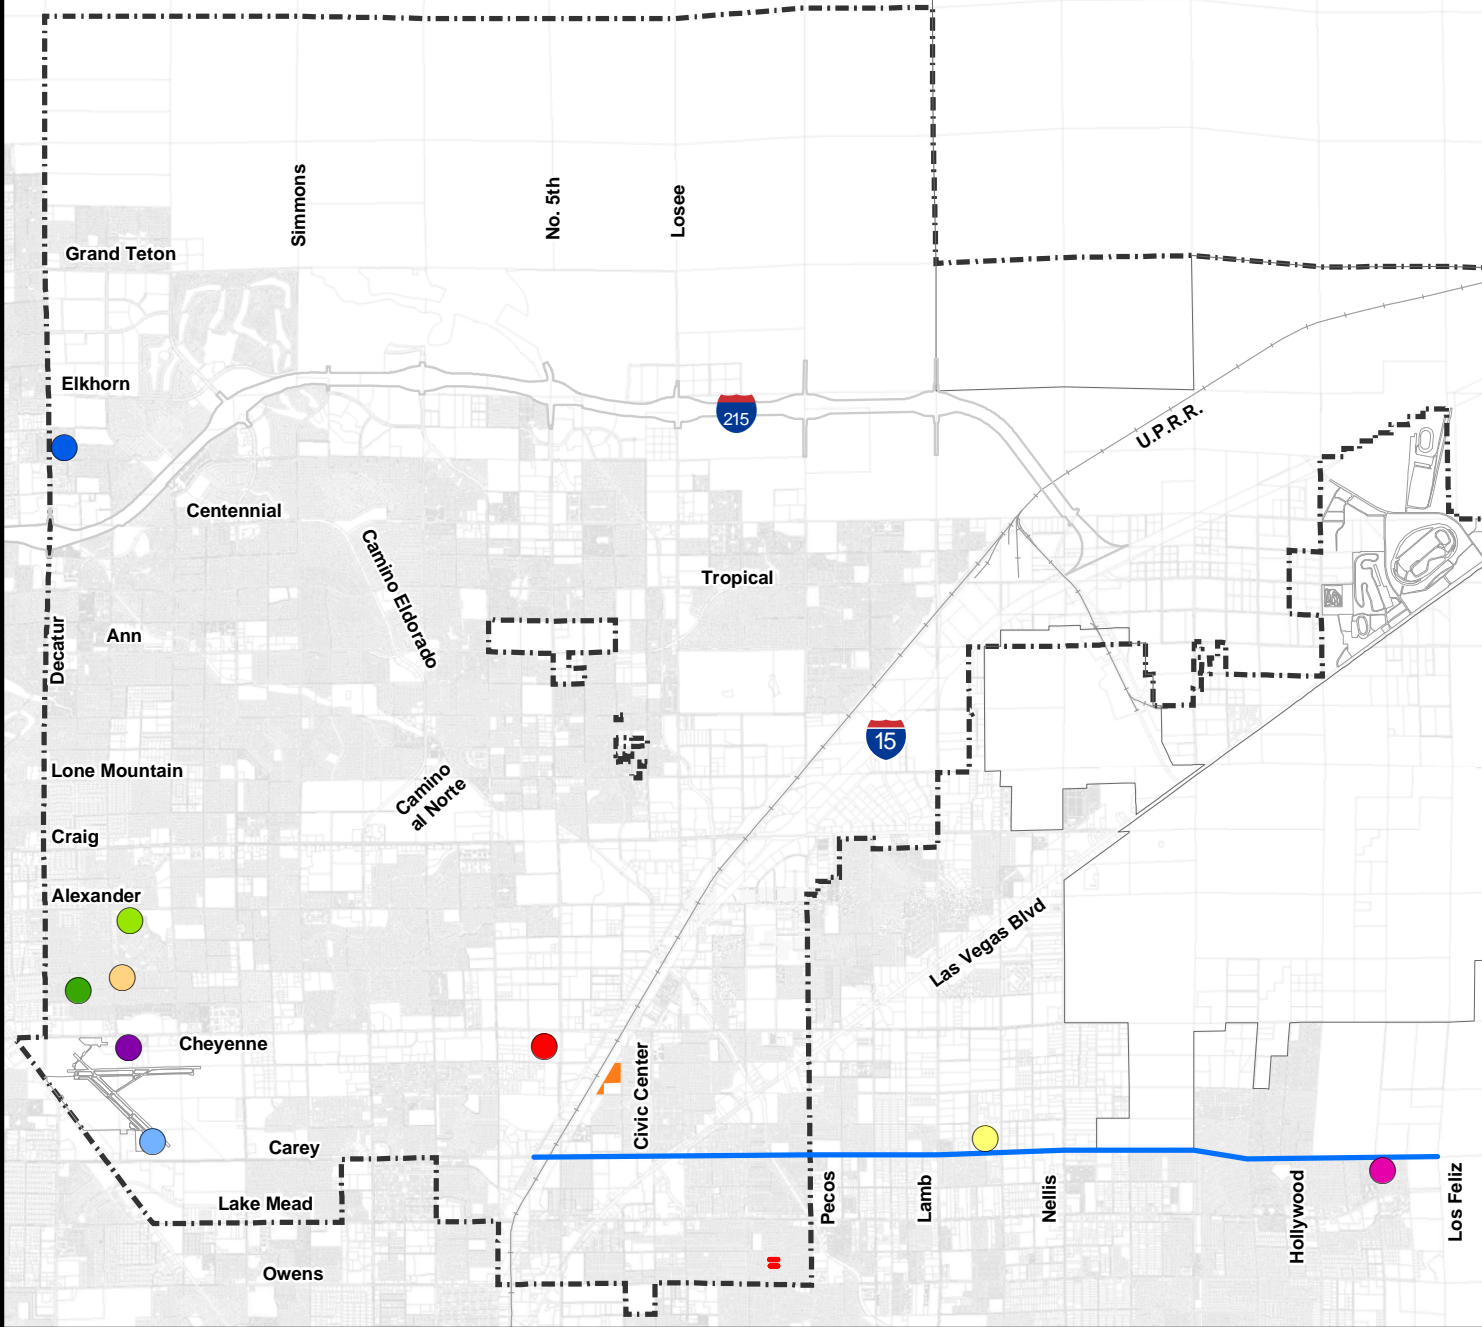 Simmons
No. 5th
Losee
Grand Teton
Elkhorn
215
U.P.R.R.
Centennial
Camino Eldorado
Tropical
Decatur
Ann
15
Lone Mountain
Camino
al Norte
Craig
Alexander
Las Vegas Blvd
Cheyenne
Civic Center
Carey
Lake Mead
Pecos
Lamb
Nellis
Hollywood
Los Feliz
Owens